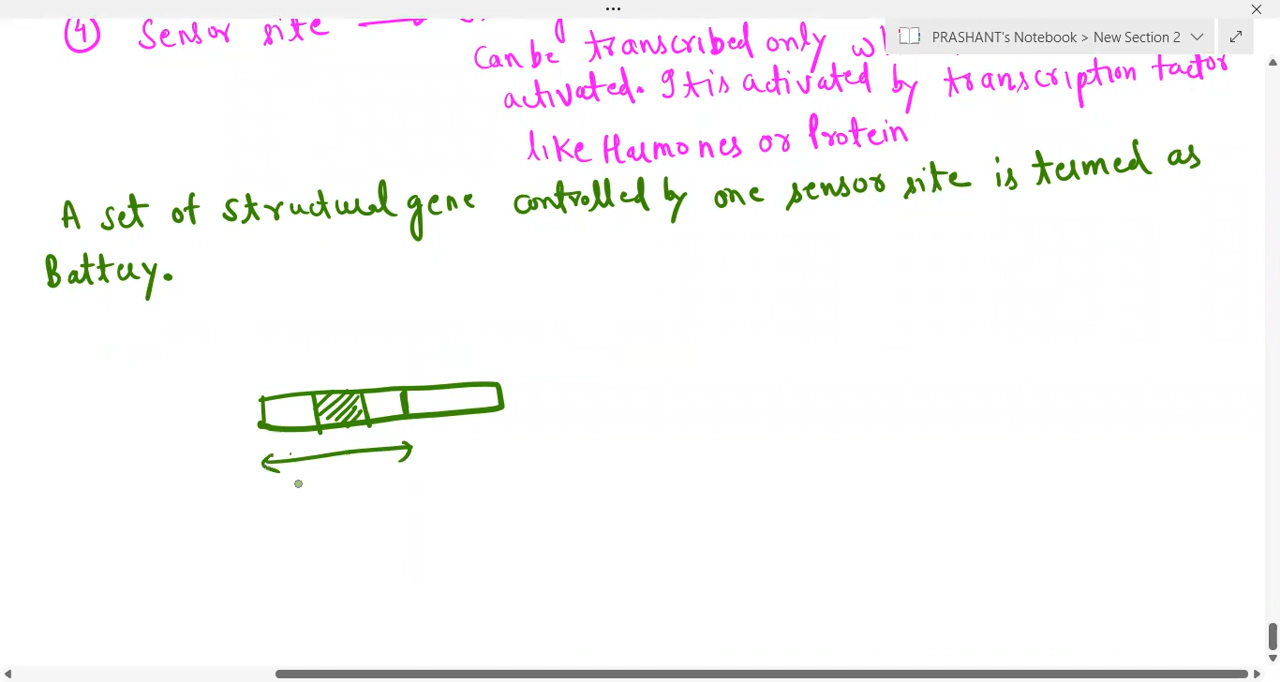 ④ Sensor site
PRASHANT's Notebook > New Section 2
can be transcribed only
activated. It is activated by transcription factor
like Harmones or Protein
A set of structural gene controlled by one sensor site is termed as
Battery.